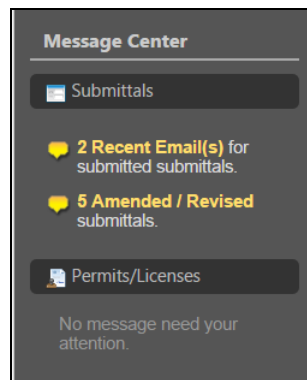 Message Center
Submittals
2 Recent Email(s) for
submitted submittals.
5 Amended / Revised
submittals.
Permits/Licenses
No message need your
attention.